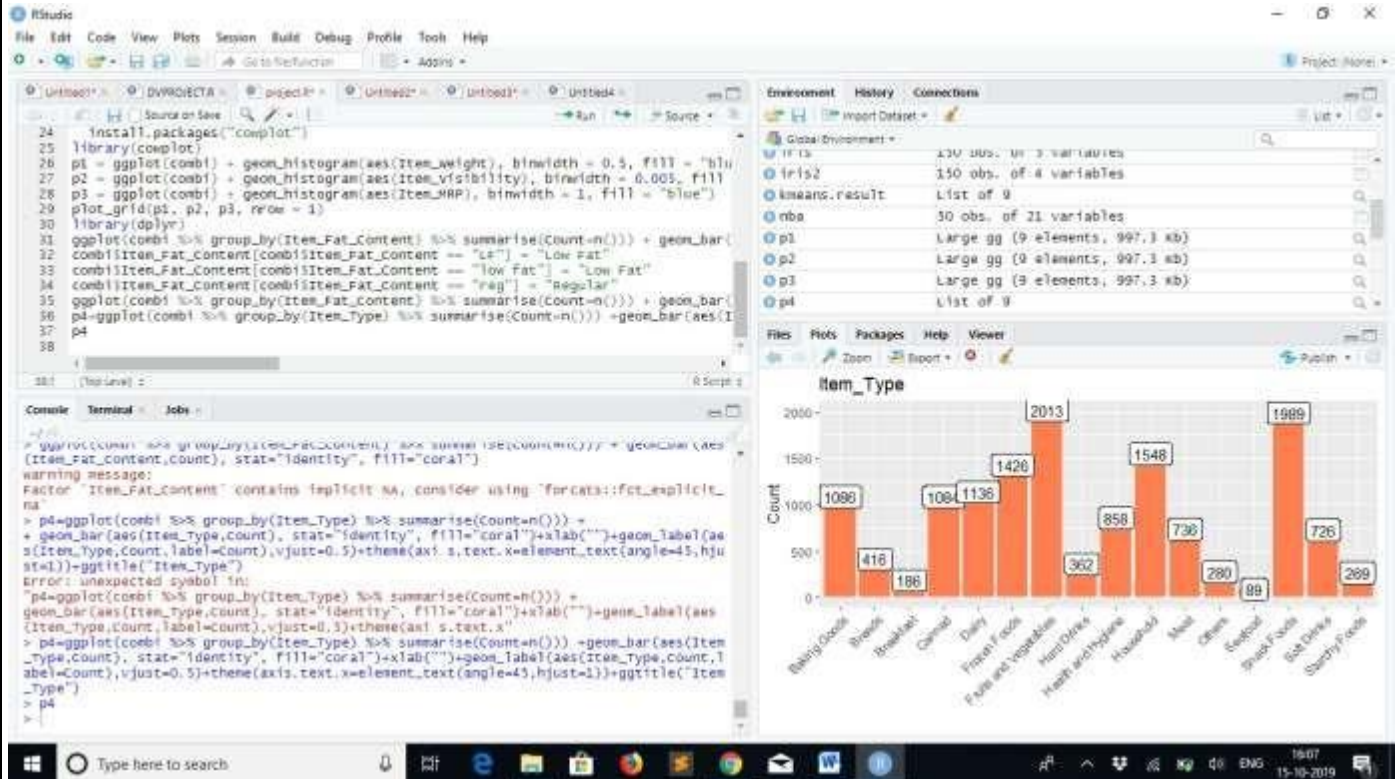 RStudio
File Edit Code View Plots Session Build Debug Profile Tools Help
Go to file/function Addins
Project: (None)
Untitled1* DVPROJECT.R project.R* Untitled2* Untitled3* Untitled4
Source on Save Run Source
24 install.packages("cowplot")
25 library(cowplot)
26 p1 = ggplot(combi) + geom_histogram(aes(Item_Weight), binwidth = 0.5, fill = "blu
27 p2 = ggplot(combi) + geom_histogram(aes(Item_Visibility), binwidth = 0.005, fill
28 p3 = ggplot(combi) + geom_histogram(aes(Item_MRP), binwidth = 1, fill = "blue")
29 plot_grid(p1, p2, p3, nrow = 1)
30 library(dplyr)
31 ggplot(combi %>% group_by(Item_Fat_Content) %>% summarise(Count=n())) + geom_bar(
32 combi$Item_Fat_Content[combi$Item_Fat_Content == "LF"] = "Low Fat"
33 combi$Item_Fat_Content[combi$Item_Fat_Content == "low fat"] = "Low Fat"
34 combi$Item_Fat_Content[combi$Item_Fat_Content == "reg"] = "Regular"
35 ggplot(combi %>% group_by(Item_Fat_Content) %>% summarise(Count=n())) + geom_bar(
36 p4=ggplot(combi %>% group_by(Item_Type) %>% summarise(Count=n())) +geom_bar(aes(I
37 p4
38
38:1 (Top Level) R Script
Console Terminal Jobs
> ggplot(combi %>% group_by(Item_Fat_Content) %>% summarise(Count=n())) + geom_bar(aes
(Item_Fat_Content,Count), stat="identity", fill="coral")
Warning message:
Factor `Item_Fat_Content` contains implicit NA, consider using `forcats::fct_explicit_
na`
> p4=ggplot(combi %>% group_by(Item_Type) %>% summarise(Count=n())) +
+ geom_bar(aes(Item_Type,Count), stat="identity", fill="coral")+xlab("")+geom_label(ae
s(Item_Type,Count,label=Count),vjust=0.5)+theme(axi s.text.x=element_text(angle=45,hju
st=1))+ggtitle("Item_Type")
Error: unexpected symbol in:
"p4=ggplot(combi %>% group_by(Item_Type) %>% summarise(Count=n())) +
geom_bar(aes(Item_Type,Count), stat="identity", fill="coral")+xlab("")+geom_label(aes
(Item_Type,Count,label=Count),vjust=0.5)+theme(axi s.text.x"
> p4=ggplot(combi %>% group_by(Item_Type) %>% summarise(Count=n())) +geom_bar(aes(Item
_Type,Count), stat="identity", fill="coral")+xlab("")+geom_label(aes(Item_Type,Count,l
abel=Count),vjust=0.5)+theme(axis.text.x=element_text(angle=45,hjust=1))+ggtitle("Item
_Type")
> p4
>
Environment History Connections
Import Dataset List
Global Environment
iris 150 obs. of 5 variables
iris2 150 obs. of 4 variables
kmeans.result List of 9
nba 30 obs. of 21 variables
p1 Large gg (9 elements, 997.3 Kb)
p2 Large gg (9 elements, 997.3 Kb)
p3 Large gg (9 elements, 997.3 Kb)
p4 List of 9
Files Plots Packages Help Viewer
Zoom Export Publish
Item_Type
Count
2000
1500
1000
500
0
1086 416 186 1084 1136 1426 2013 362 858 1548 736 280 89 1989 726 269
Baking Goods
Breads
Breakfast
Canned
Dairy
Frozen Foods
Fruits and Vegetables
Hard Drinks
Health and Hygiene
Household
Meat
Others
Seafood
Snack Foods
Soft Drinks
Starchy Foods
Type here to search
ENG
16:07
15-10-2019